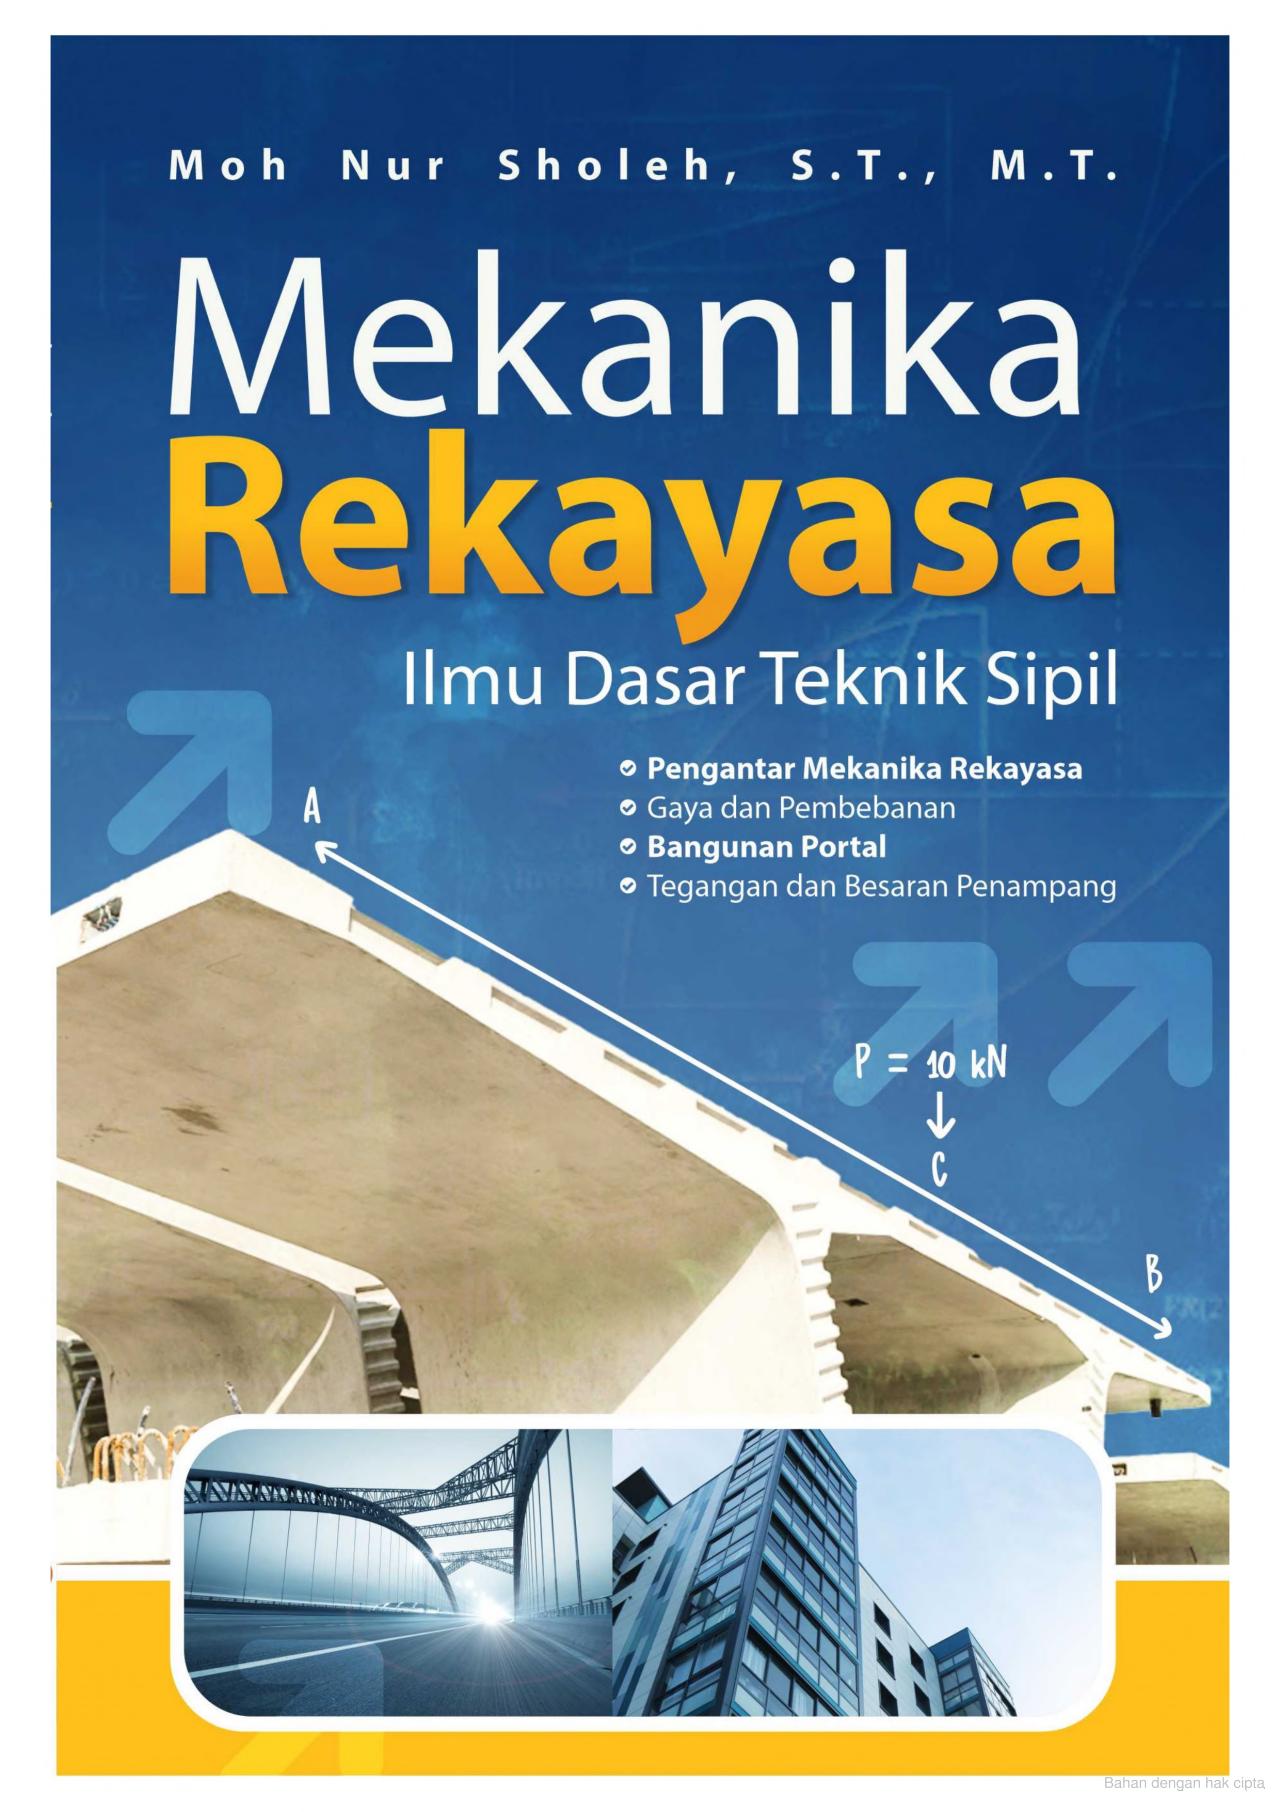 Moh Nur Sholeh, S.T., M.T.
Mekanika
Rekayasa
Ilmu Dasar Teknik Sipil
Pengantar Mekanika Rekayasa
Gaya dan Pembebanan
Bangunan Portal
Tegangan dan Besaran Penampang
A
P = 10 kN
C
B
Bahan dengan hak cipta